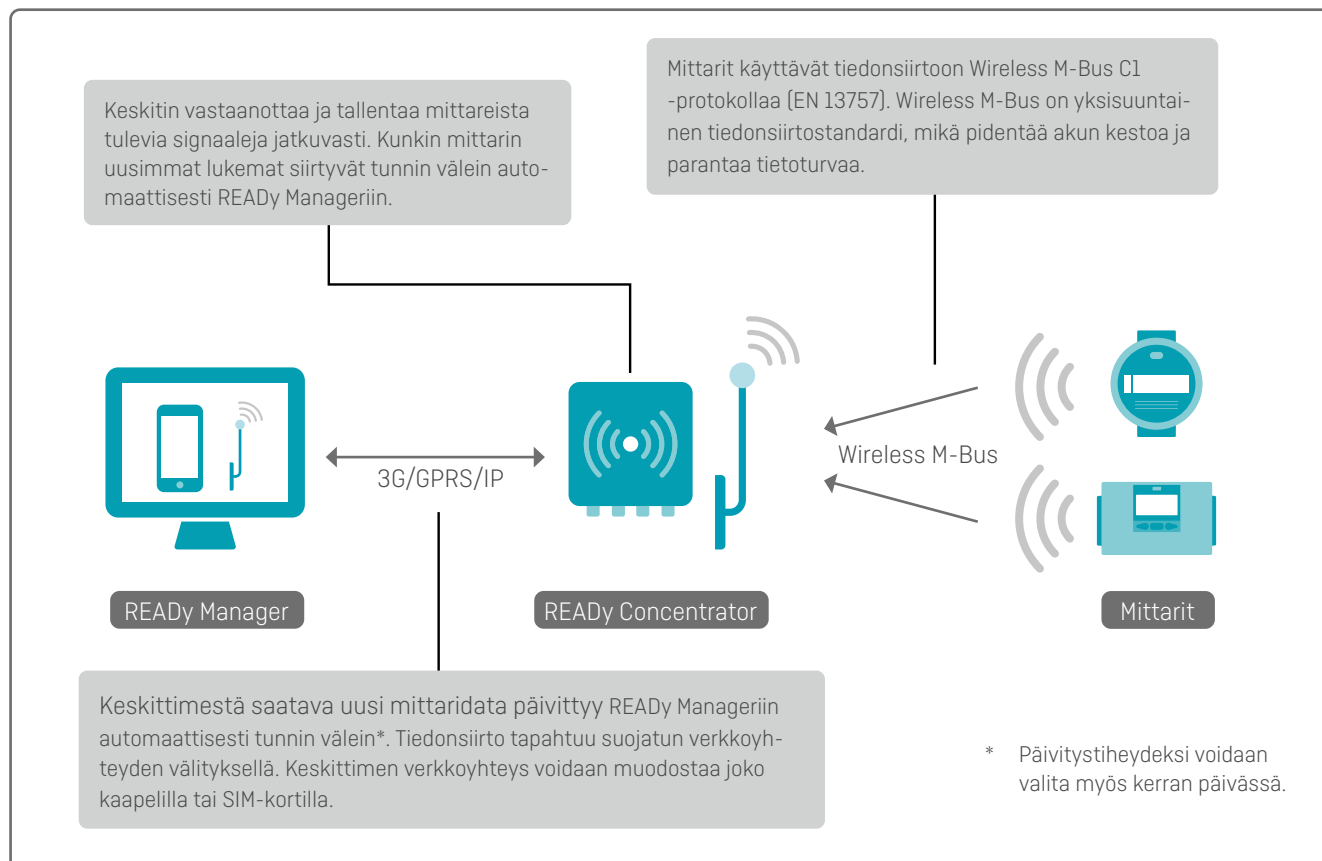 Keskitin vastaanottaa ja tallentaa mittareista
tulevia signaaleja jatkuvasti. Kunkin mittarin
uusimmat lukemat siirtyvät tunnin välein auto-
maattisesti READy Manageriin.
Mittarit käyttävät tiedonsiirtoon Wireless M-Bus C1
-protokollaa (EN 13757). Wireless M-Bus on yksisuuntai-
nen tiedonsiirtostandardi, mikä pidentää akun kestoa ja
parantaa tietoturvaa.
3G/GPRS/IP
Wireless M-Bus
READy Manager
READy Concentrator
Mittarit
Keskittimestä saatava uusi mittaridata päivittyy READy Manageriin
automaattisesti tunnin välein*. Tiedonsiirto tapahtuu suojatun verkkoyh-
teyden välityksellä. Keskittimen verkkoyhteys voidaan muodostaa joko
kaapelilla tai SIM-kortilla.
* Päivitystiheydeksi voidaan
valita myös kerran päivässä.